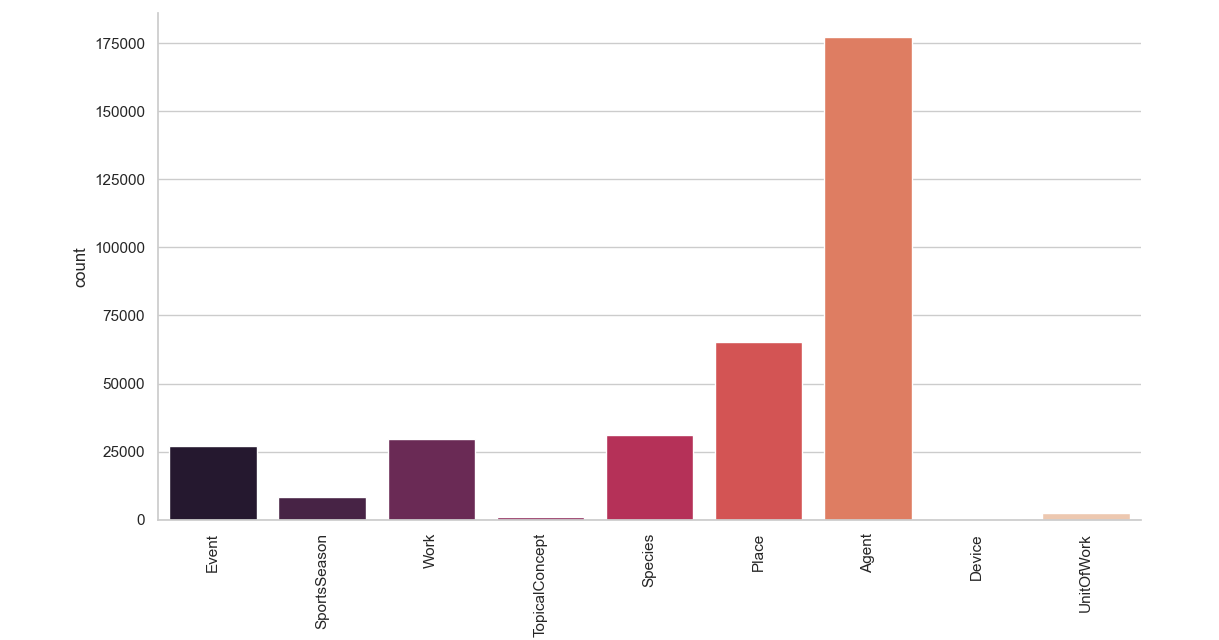 175000
150000
125000
100000
75000
50000
25000
0
count
Event
SportsSeason
Work
TopicalConcept
Species
Place
Agent
Device
UnitOfWork